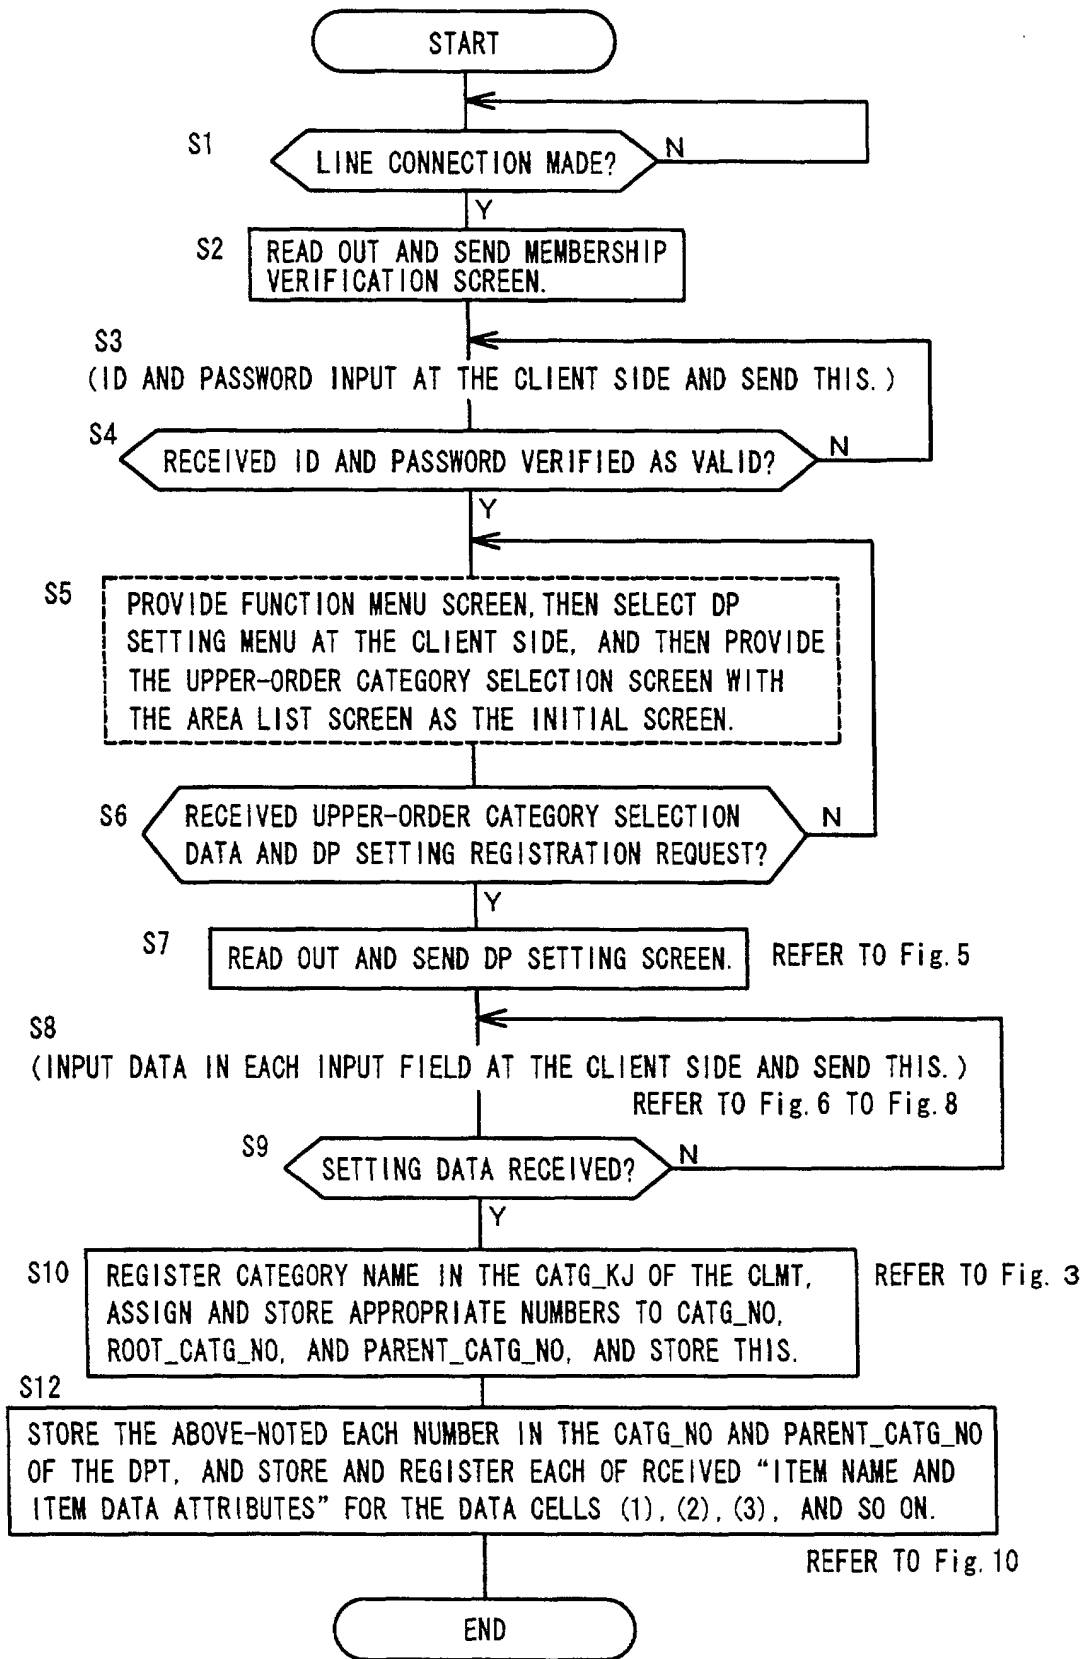 START
S1
LINE CONNECTION MADE?
N
Y
S2
READ OUT AND SEND MEMBERSHIP
VERIFICATION SCREEN.
S3
(ID AND PASSWORD INPUT AT THE CLIENT SIDE AND SEND THIS.)
S4
RECEIVED ID AND PASSWORD VERIFIED AS VALID?
N
Y
S5
PROVIDE FUNCTION MENU SCREEN, THEN SELECT DP
SETTING MENU AT THE CLIENT SIDE, AND THEN PROVIDE
THE UPPER-ORDER CATEGORY SELECTION SCREEN WITH
THE AREA LIST SCREEN AS THE INITIAL SCREEN.
S6
RECEIVED UPPER-ORDER CATEGORY SELECTION
DATA AND DP SETTING REGISTRATION REQUEST?
N
Y
S7
READ OUT AND SEND DP SETTING SCREEN.
REFER TO Fig. 5
S8
(INPUT DATA IN EACH INPUT FIELD AT THE CLIENT SIDE AND SEND THIS.)
REFER TO Fig. 6 TO Fig. 8
S9
SETTING DATA RECEIVED?
N
Y
S10
REGISTER CATEGORY NAME IN THE CATG_KJ OF THE CLMT,
ASSIGN AND STORE APPROPRIATE NUMBERS TO CATG_NO,
ROOT_CATG_NO, AND PARENT_CATG_NO, AND STORE THIS.
REFER TO Fig. 3
S12
STORE THE ABOVE-NOTED EACH NUMBER IN THE CATG_NO AND PARENT_CATG_NO
OF THE DPT, AND STORE AND REGISTER EACH OF RCEIVED “ITEM NAME AND
ITEM DATA ATTRIBUTES” FOR THE DATA CELLS (1), (2), (3), AND SO ON.
REFER TO Fig. 10
END